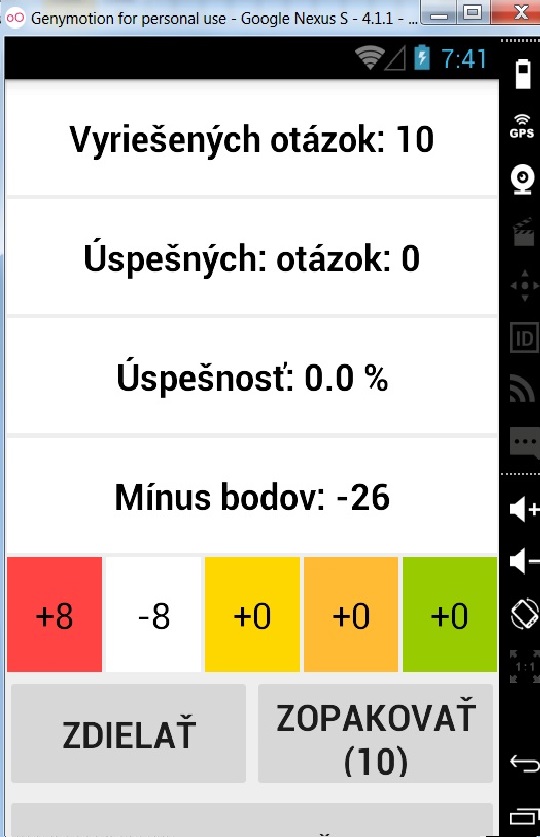 Genymotion for personal use - Google Nexus S - 4.1.1 - ...
7:41
GPS
Vyriešených otázok: 10
Úspešných: otázok: 0
Úspešnosť: 0.0 %
ID
Mínus bodov: -26
+8 -8 +0 +0 +0
1:1
ZDIELAŤ
ZOPAKOVAŤ
(10)